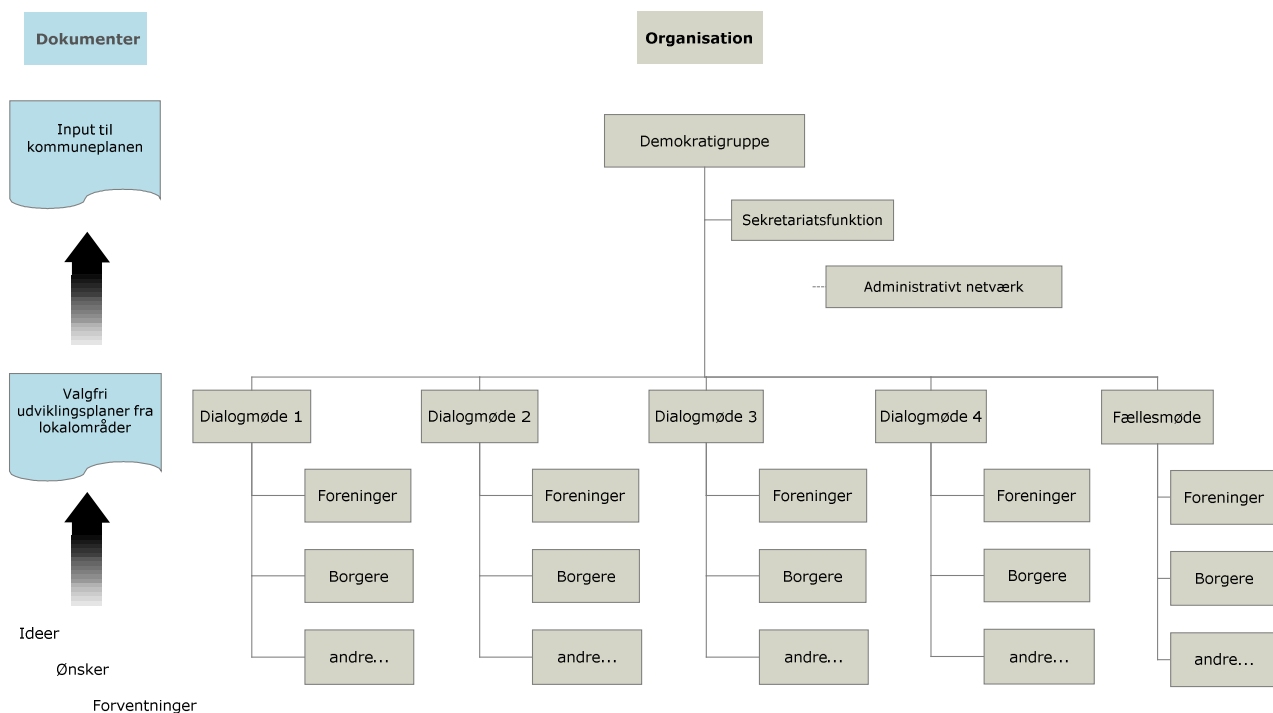 Dokumenter
Organisation
Input til
kommuneplanen
Demokratigruppe
Sekretariatsfunktion
Administrativt netværk
Valgfri
udviklingsplaner fra
lokalområder
Dialogmøde 1
Dialogmøde 2
Dialogmøde 3
Dialogmøde 4
Fællesmøde
Foreninger
Foreninger
Foreninger
Foreninger
Foreninger
Borgere
Borgere
Borgere
Borgere
Borgere
andre...
andre...
andre...
andre...
andre...
Ideer
Ønsker
Forventninger